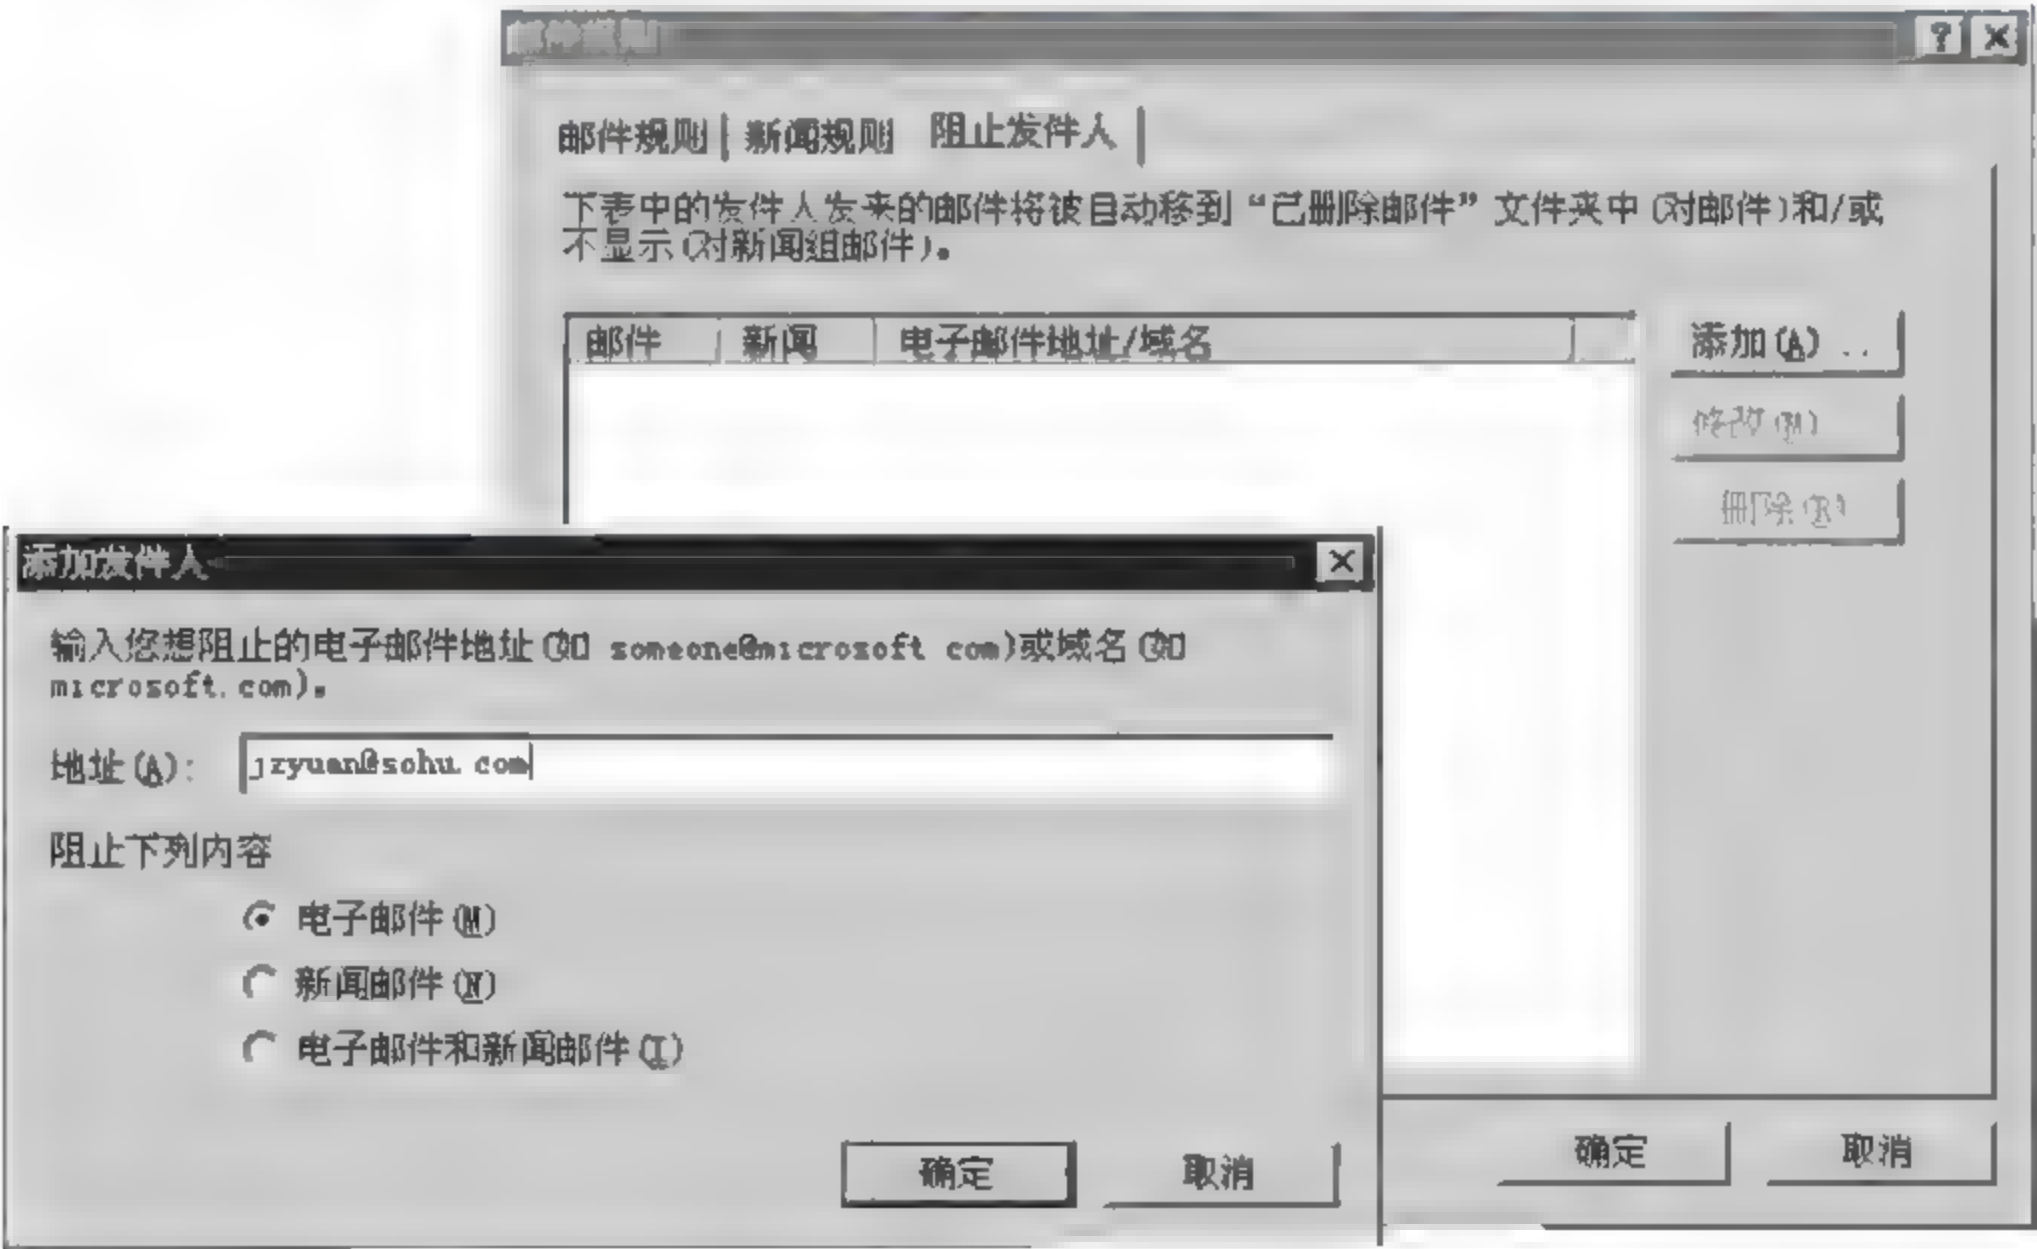 ?
邮件规则 新闻规则 阻止发件人
下表中的发件人发来的邮件将被自动移到“已删除邮件”文件夹中(对邮件)和/或
不显示(对新闻组邮件)。
邮件 新闻 电子邮件地址/域名
添加(A)...
修改(M)
删除(R)
添加发件人
输入您想阻止的电子邮件地址(如 someone@microsoft com)或域名(如
microsoft.com)。
地址(A): jzyuan@sohu.com
阻止下列内容
电子邮件(M)
新闻邮件(N)
电子邮件和新闻邮件(I)
确定 取消
确定 取消